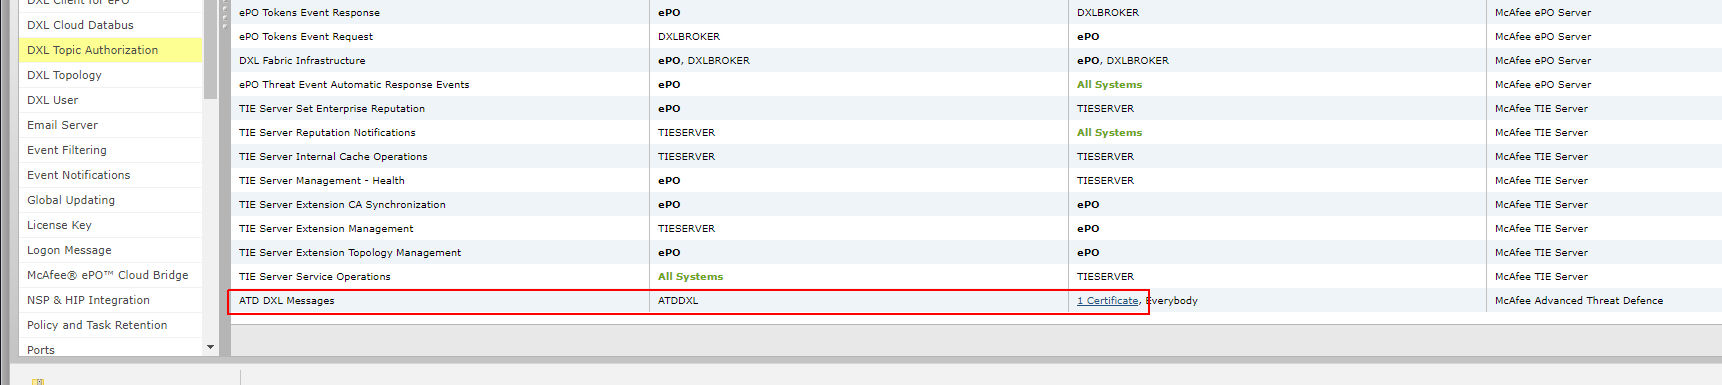 DXL Client for ePO
DXL Cloud Databus
DXL Topic Authorization
DXL Topology
DXL User
Email Server
Event Filtering
Event Notifications
Global Updating
License Key
Logon Message
McAfee® ePO™ Cloud Bridge
NSP & HIP Integration
Policy and Task Retention
Ports
ePO Tokens Event Response ePO DXLBROKER McAfee ePO Server
ePO Tokens Event Request DXLBROKER ePO McAfee ePO Server
DXL Fabric Infrastructure ePO, DXLBROKER ePO, DXLBROKER McAfee ePO Server
ePO Threat Event Automatic Response Events ePO All Systems McAfee ePO Server
TIE Server Set Enterprise Reputation ePO TIESERVER McAfee TIE Server
TIE Server Reputation Notifications TIESERVER All Systems McAfee TIE Server
TIE Server Internal Cache Operations TIESERVER TIESERVER McAfee TIE Server
TIE Server Management - Health ePO TIESERVER McAfee TIE Server
TIE Server Extension CA Synchronization ePO ePO McAfee TIE Server
TIE Server Extension Management TIESERVER ePO McAfee TIE Server
TIE Server Extension Topology Management ePO ePO McAfee TIE Server
TIE Server Service Operations All Systems TIESERVER McAfee TIE Server
ATD DXL Messages ATDDXL 1 Certificate, Everybody McAfee Advanced Threat Defence